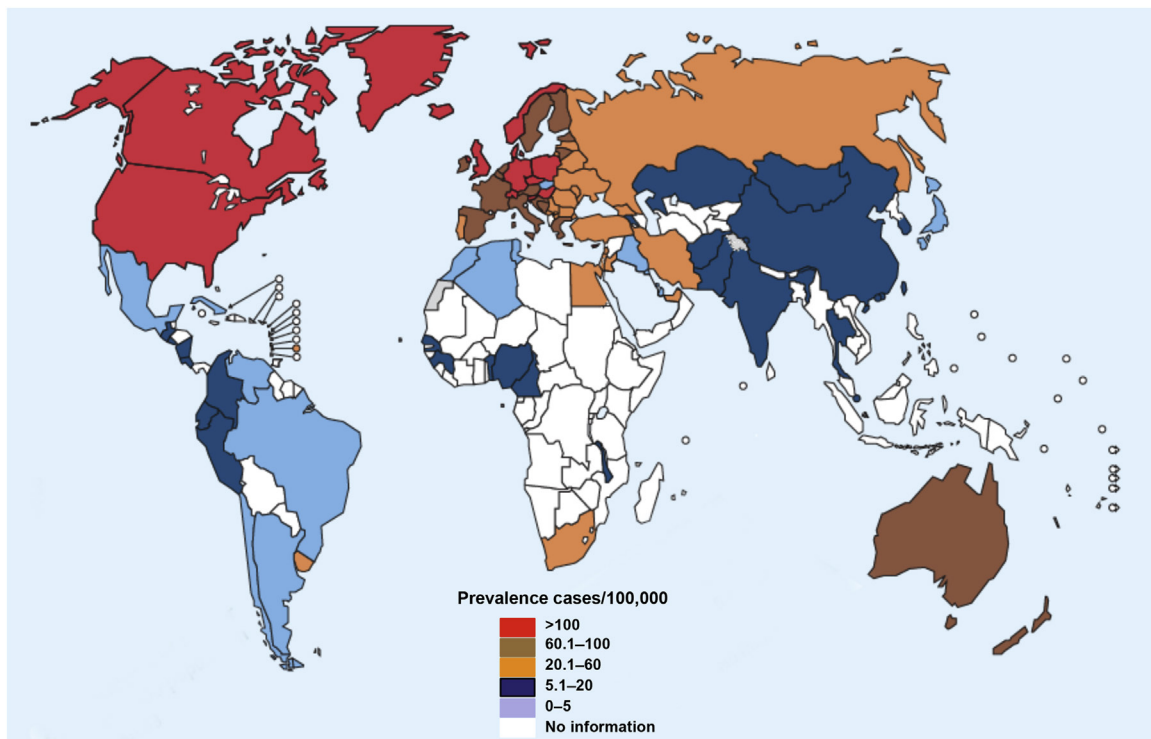 Prevalence cases/100,000
>100
60.1–100
20.1–60
5.1–20
0–5
No information